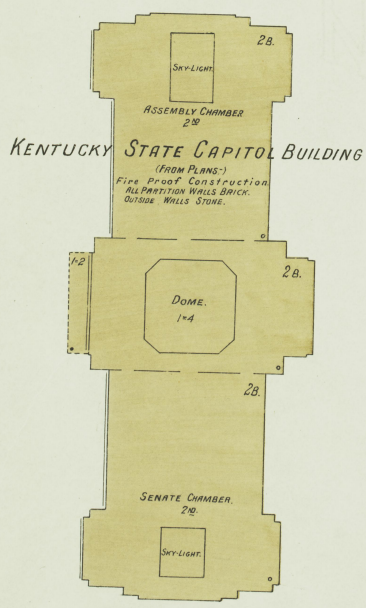 2B.
SKY-LIGHT.
ASSEMBLY CHAMBER
2ND
KENTUCKY STATE CAPITOL BUILDING
(FROM PLANS:-)
Fire Proof Construction
ALL PARTITION WALLS BRICK.
OUTSIDE WALLS STONE.
1=2
2B.
DOME.
1=4
2B.
SENATE CHAMBER.
2ND.
SKY-LIGHT.